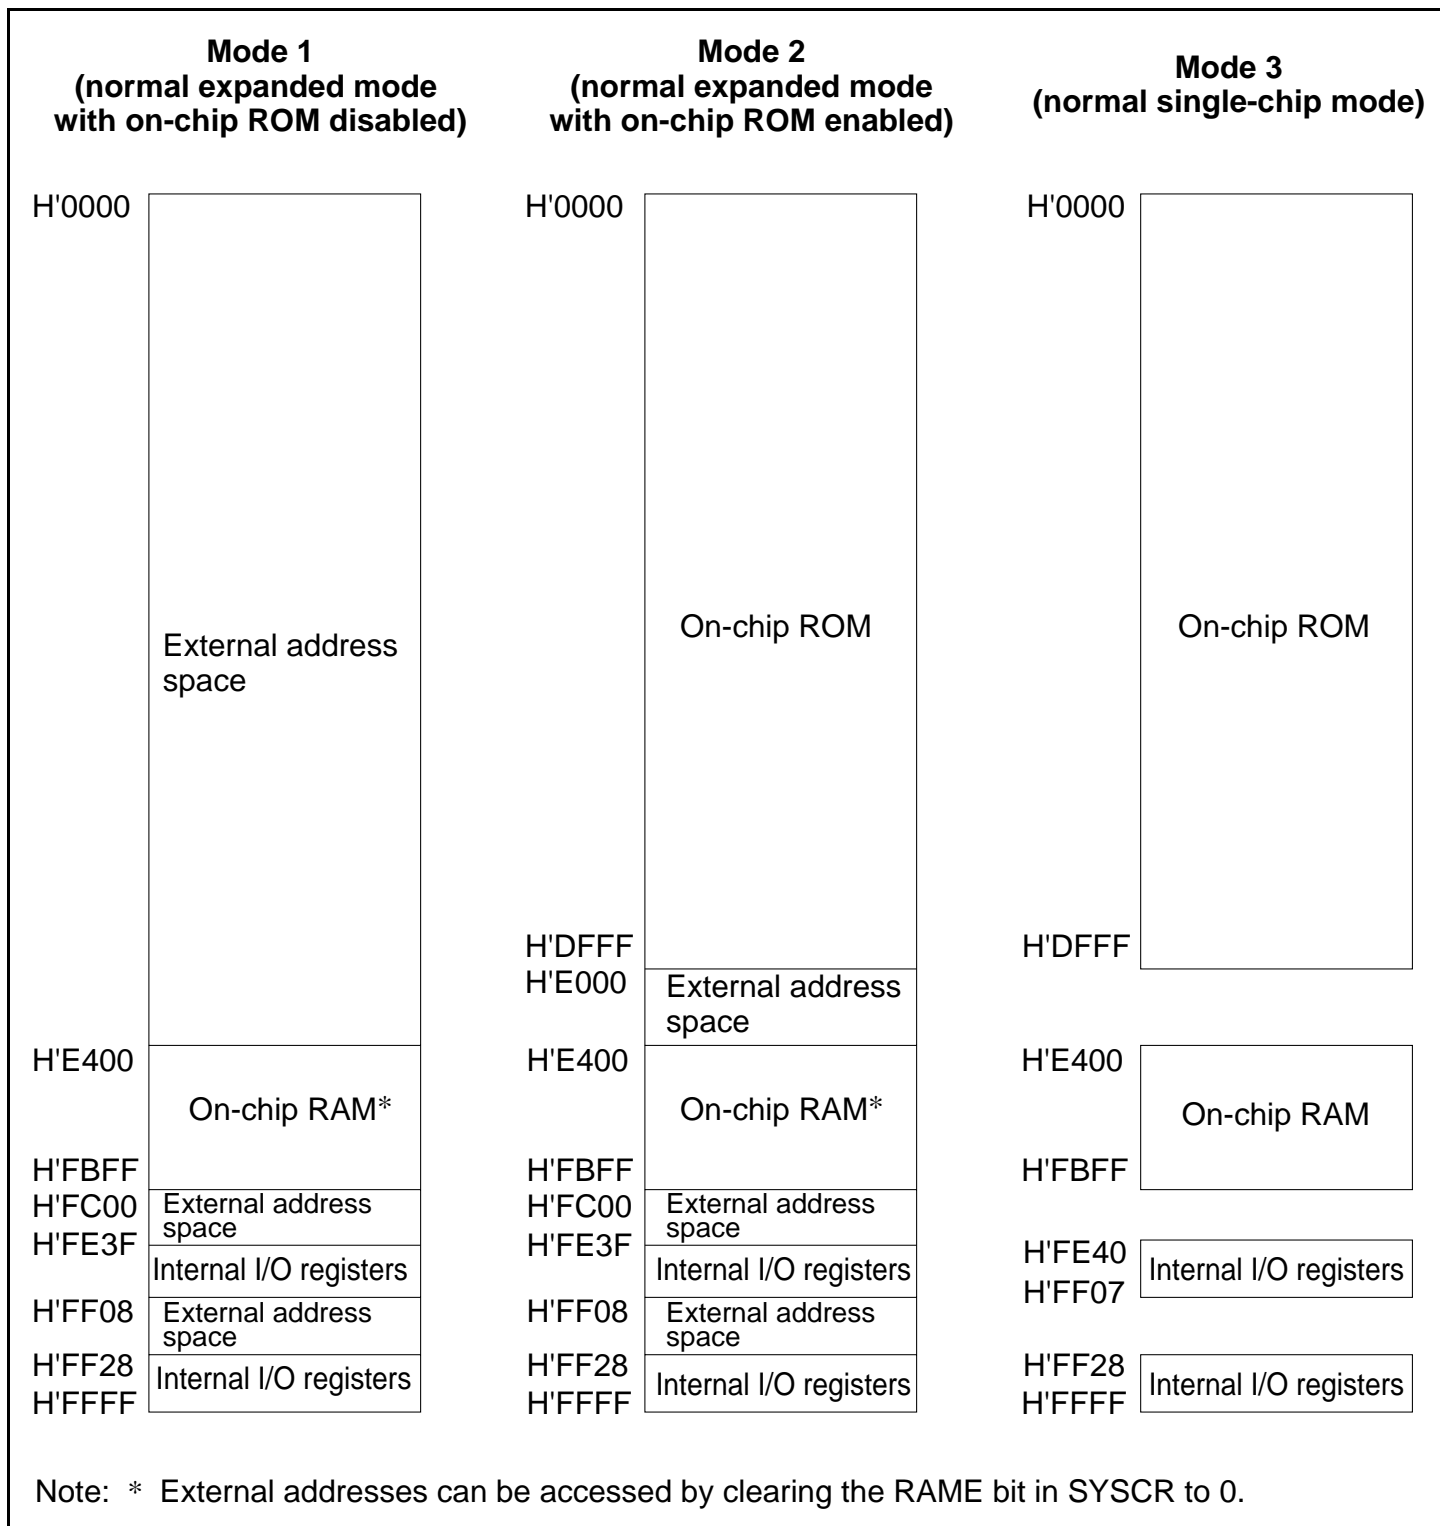 Mode 1
(normal expanded mode
with on-chip ROM disabled)
H'0000
External address
space
H'E400
On-chip RAM*
H'FBFF
H'FC00
External address
space
H'FE3F
Internal I/O registers
H'FF08
External address
space
H'FF28
Internal I/O registers
H'FFFF
Mode 2
(normal expanded mode
with on-chip ROM enabled)
H'0000
On-chip ROM
H'DFFF
H'E000
External address
space
H'E400
On-chip RAM*
H'FBFF
H'FC00
External address
space
H'FE3F
Internal I/O registers
H'FF08
External address
space
H'FF28
Internal I/O registers
H'FFFF
Mode 3
(normal single-chip mode)
H'0000
On-chip ROM
H'DFFF
H'E400
On-chip RAM
H'FBFF
H'FE40
Internal I/O registers
H'FF07
H'FF28
Internal I/O registers
H'FFFF
Note: * External addresses can be accessed by clearing the RAME bit in SYSCR to 0.